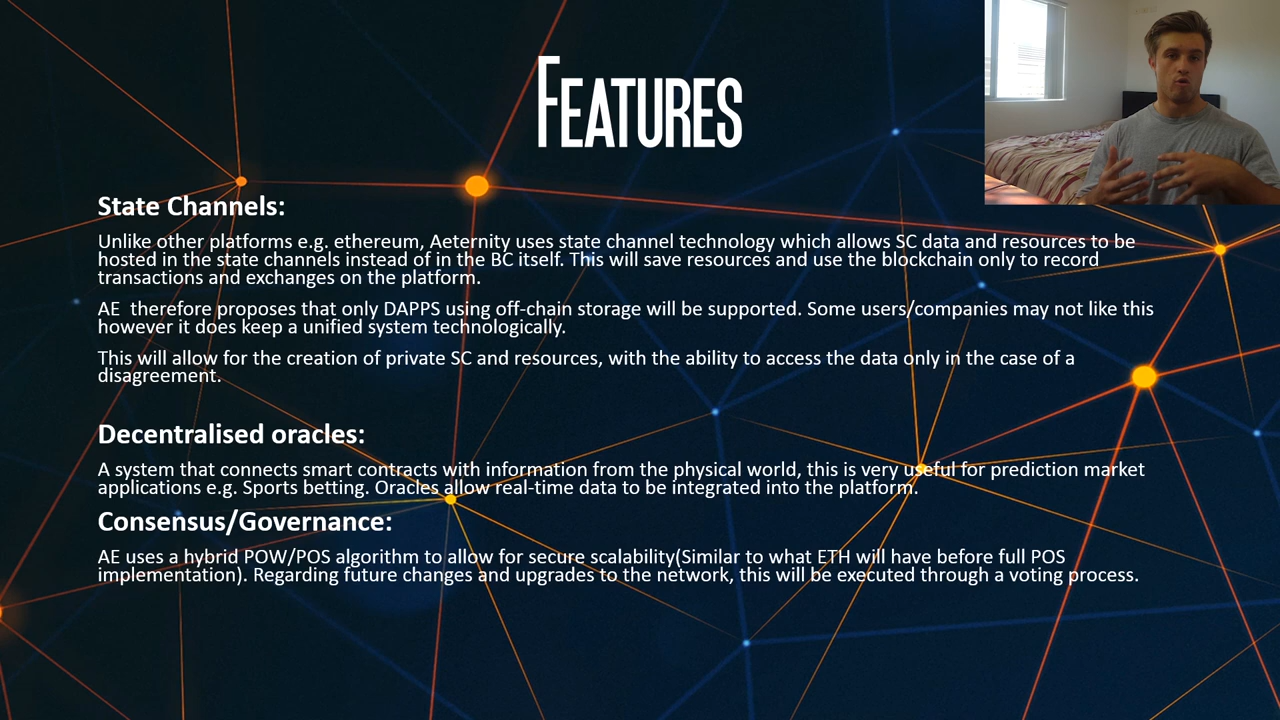 Features
State Channels:
Unlike other platforms e.g. ethereum, Aeternity uses state channel technology which allows SC data and resources to be
hosted in the state channels instead of in the BC itself. This will save resources and use the blockchain only to record
transactions and exchanges on the platform.
AE  therefore proposes that only DAPPS using off-chain storage will be supported. Some users/companies may not like this
however it does keep a unified system technologically.
This will allow for the creation of private SC and resources, with the ability to access the data only in the case of a
disagreement.
Decentralised oracles:
A system that connects smart contracts with information from the physical world, this is very useful for prediction market
applications e.g. Sports betting. Oracles allow real-time data to be integrated into the platform.
Consensus/Governance:
AE uses a hybrid POW/POS algorithm to allow for secure scalability(Similar to what ETH will have before full POS
implementation). Regarding future changes and upgrades to the network, this will be executed through a voting process.